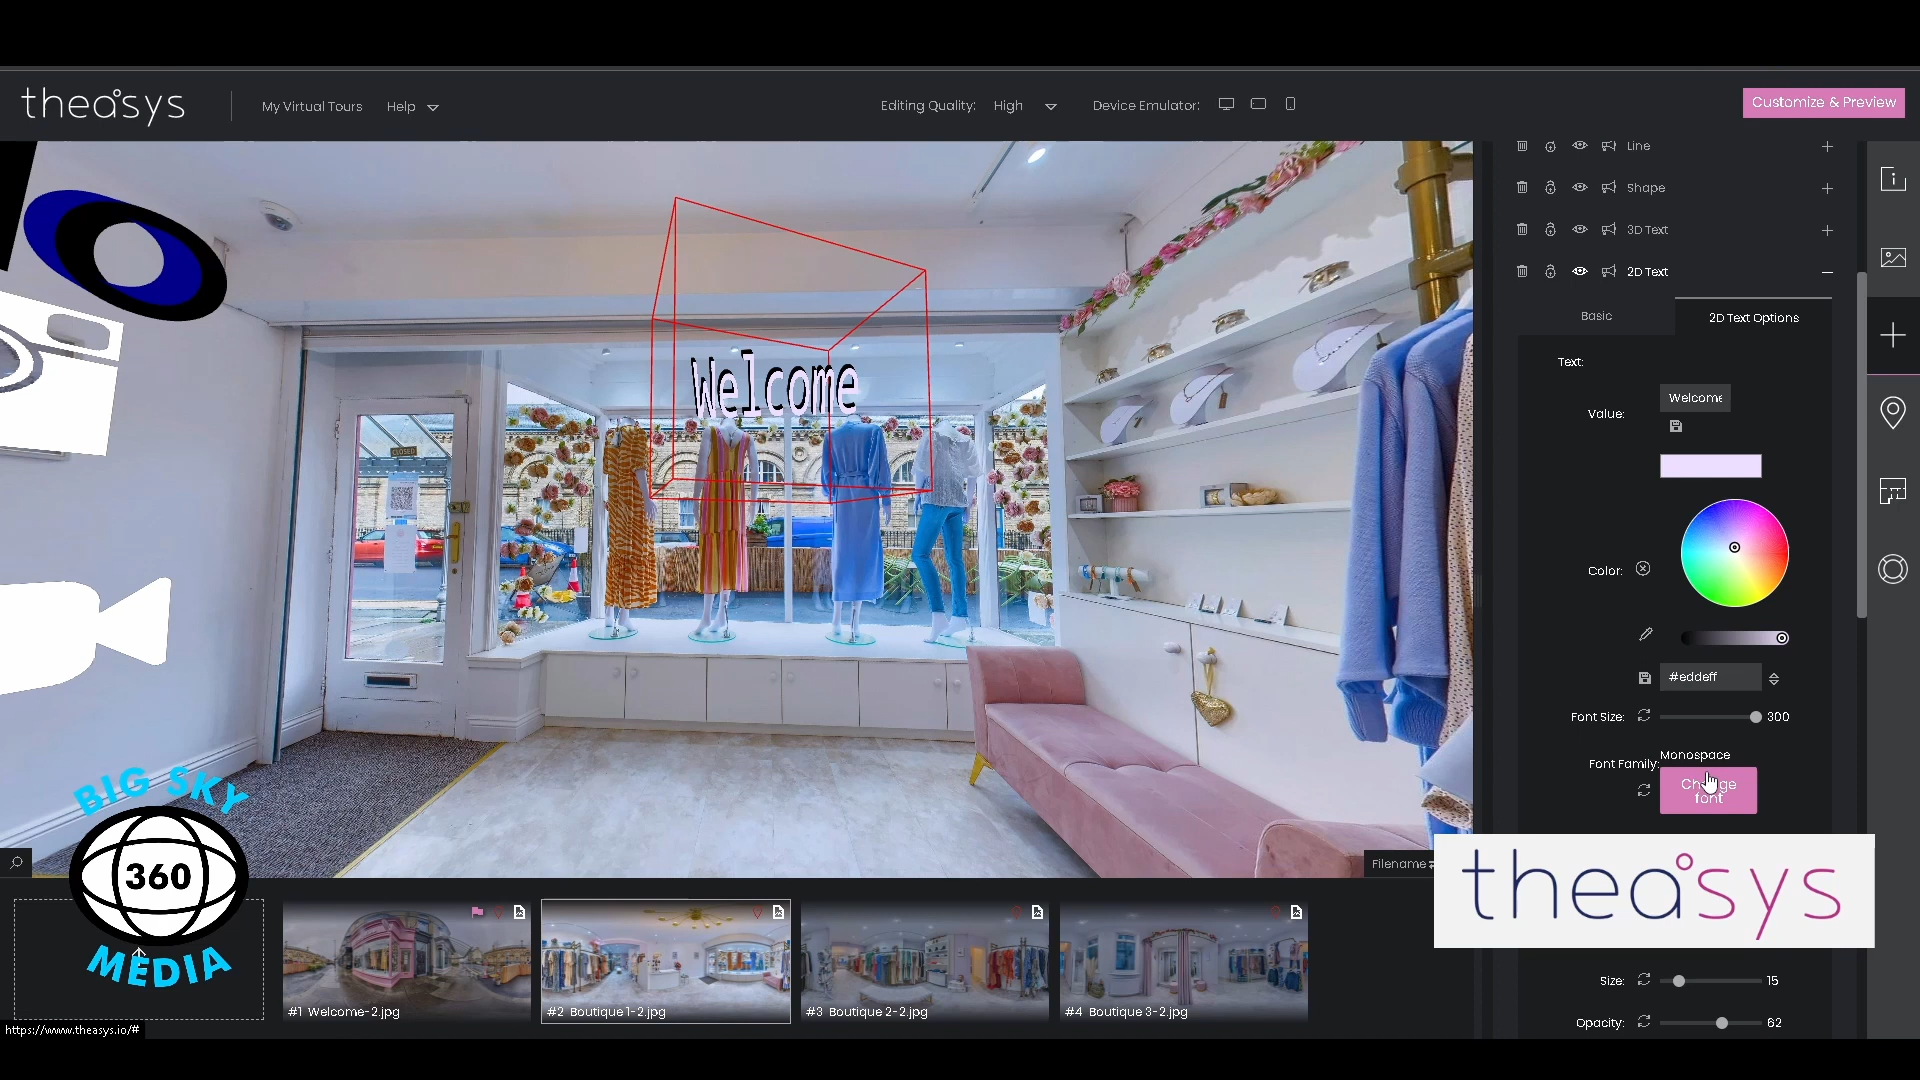 theasys
My Virtual Tours
Help
Editing Quality:
High
Device Emulator:
Customize & Preview
Line
Shape
3D Text
2D Text
Basic
2D Text Options
Text:
Value:
Welcome
Color:
#eddeff
Font Size:
300
Font Family:
Monospace
Change
font
Welcome
CLOSED
Filename
theasys
Size:
15
Opacity:
62
BIG SKY
360
MEDIA
#1 Welcome-2.jpg
#2 Boutique 1-2.jpg
#3 Boutique 2-2.jpg
#4 Boutique 3-2.jpg
https://www.theasys.io/#